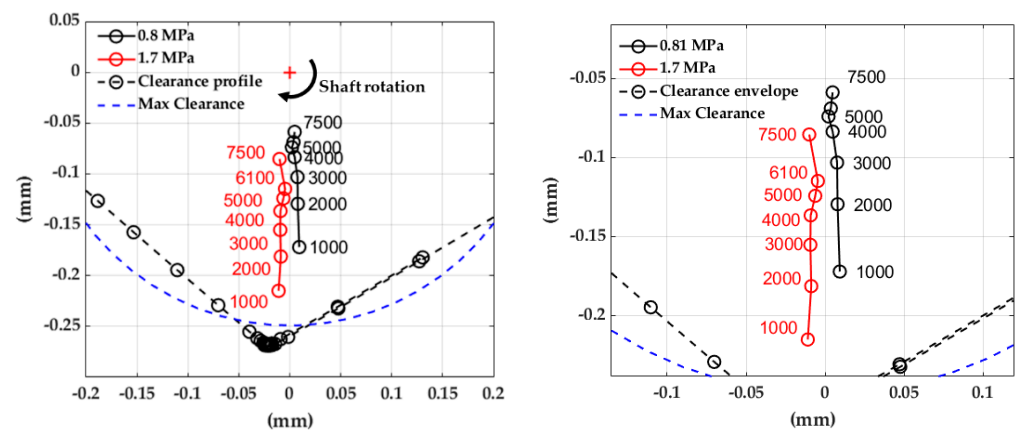 0.05
0
-0.05
-0.1
-0.15
-0.2
-0.25
(mm)
0.8 MPa
1.7 MPa
Clearance profile
Max Clearance
Shaft rotation
7500
5000
4000
3000
2000
1000
7500
6100
5000
4000
3000
2000
1000
-0.2 -0.15 -0.1 -0.05 0 0.05 0.1 0.15 0.2
(mm)
-0.05
-0.1
-0.15
-0.2
(mm)
0.81 MPa
1.7 MPa
Clearance envelope
Max Clearance
7500
5000
4000
3000
2000
1000
7500
6100
5000
4000
3000
2000
1000
-0.1 -0.05 0 0.05 0.1
(mm)